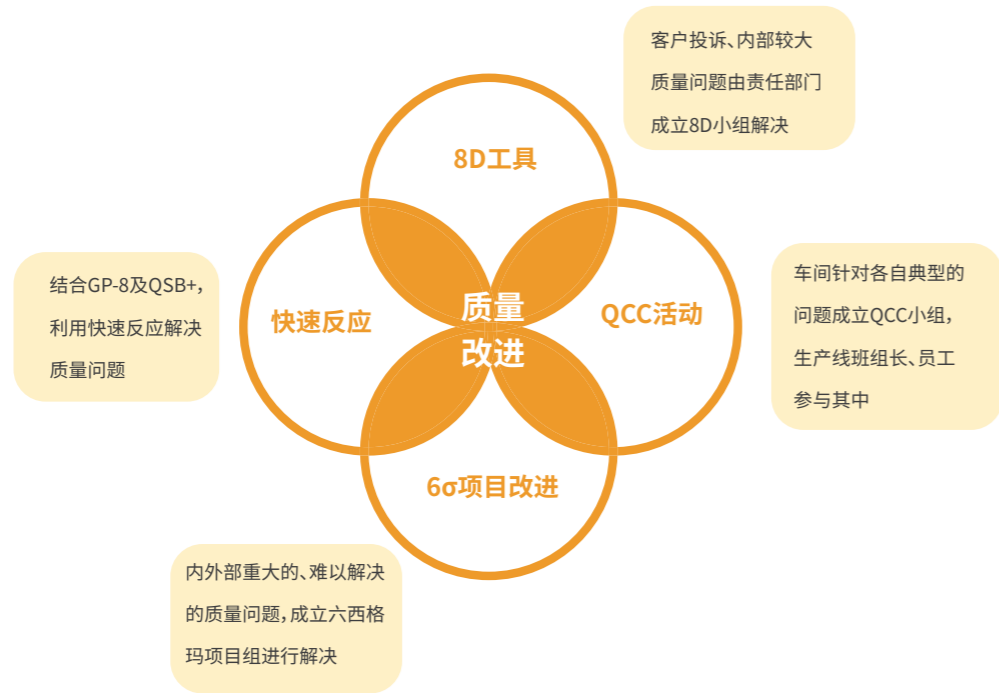 客户投诉、内部较大
质量问题由责任部门
成立8D小组解决
8D工具
结合GP-8及QSB+,
利用快速反应解决
质量问题
快速反应
质量
改进
QCC活动
车间针对各自典型的
问题成立QCC小组,
生产线班组长、员工
参与其中
6σ项目改进
内外部重大的、难以解决
的质量问题,成立六西格
玛项目组进行解决